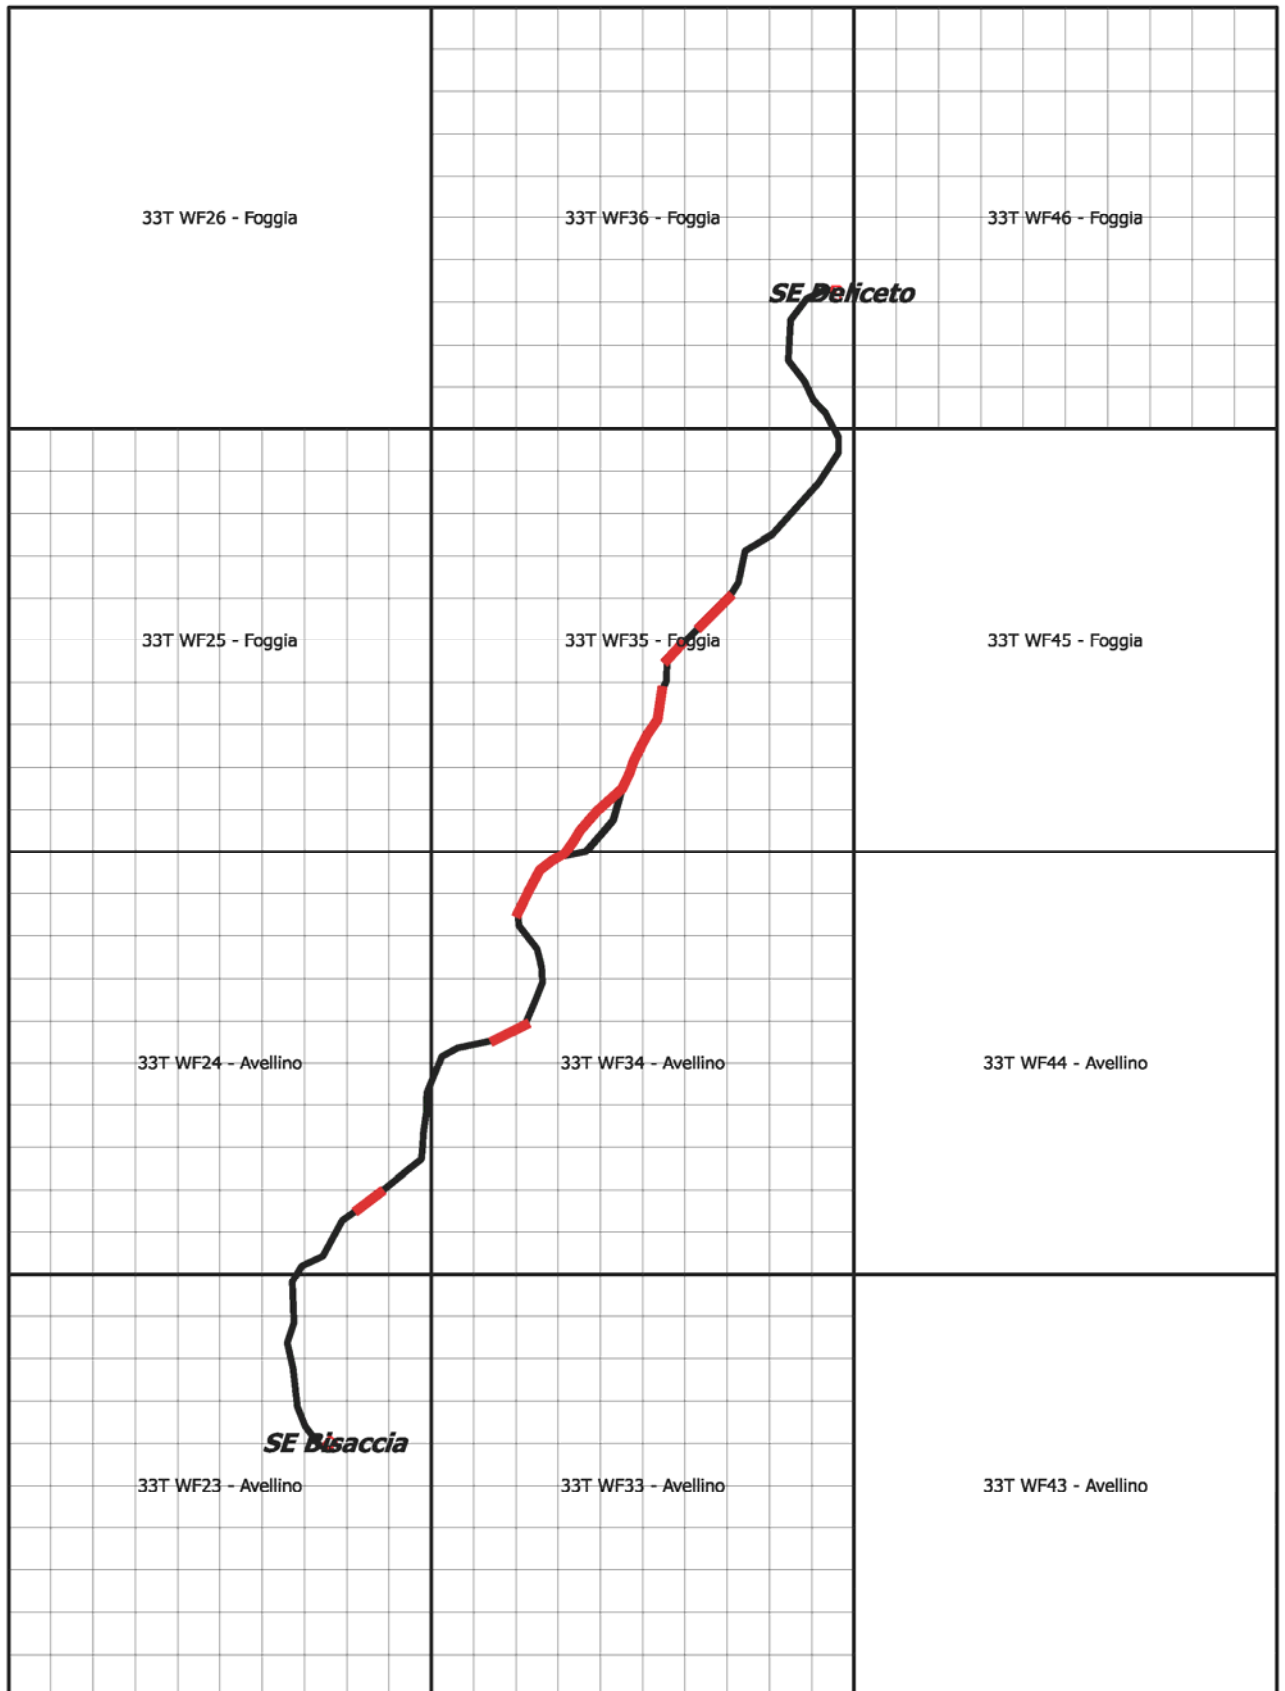 33T WF26 - Foggia
33T WF36 - Foggia
33T WF46 - Foggia
SE Deliceto
33T WF25 - Foggia
33T WF35 - Foggia
33T WF45 - Foggia
33T WF24 - Avellino
33T WF34 - Avellino
33T WF44 - Avellino
SE Bisaccia
33T WF23 - Avellino
33T WF33 - Avellino
33T WF43 - Avellino